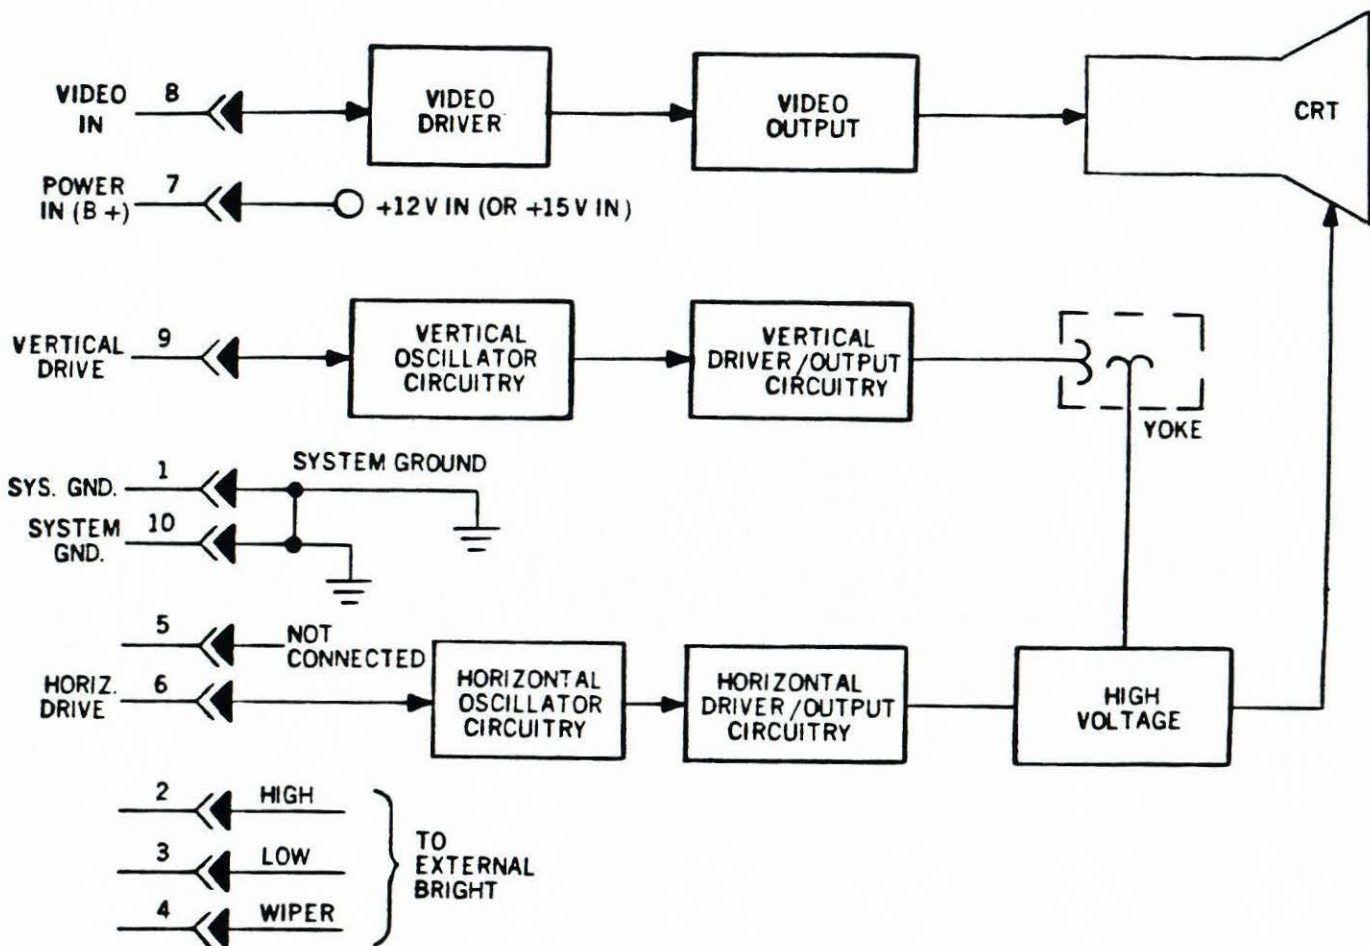 VIDEO IN
8
VIDEO DRIVER
VIDEO OUTPUT
CRT
POWER IN (B +)
7
+12V IN (OR +15V IN)
VERTICAL DRIVE
9
VERTICAL OSCILLATOR CIRCUITRY
VERTICAL DRIVER/OUTPUT CIRCUITRY
YOKE
SYS. GND.
1
SYSTEM GROUND
SYSTEM GND.
10
5
NOT CONNECTED
HORIZ. DRIVE
6
HORIZONTAL OSCILLATOR CIRCUITRY
HORIZONTAL DRIVER/OUTPUT CIRCUITRY
HIGH VOLTAGE
2
HIGH
3
LOW
4
WIPER
TO EXTERNAL BRIGHT